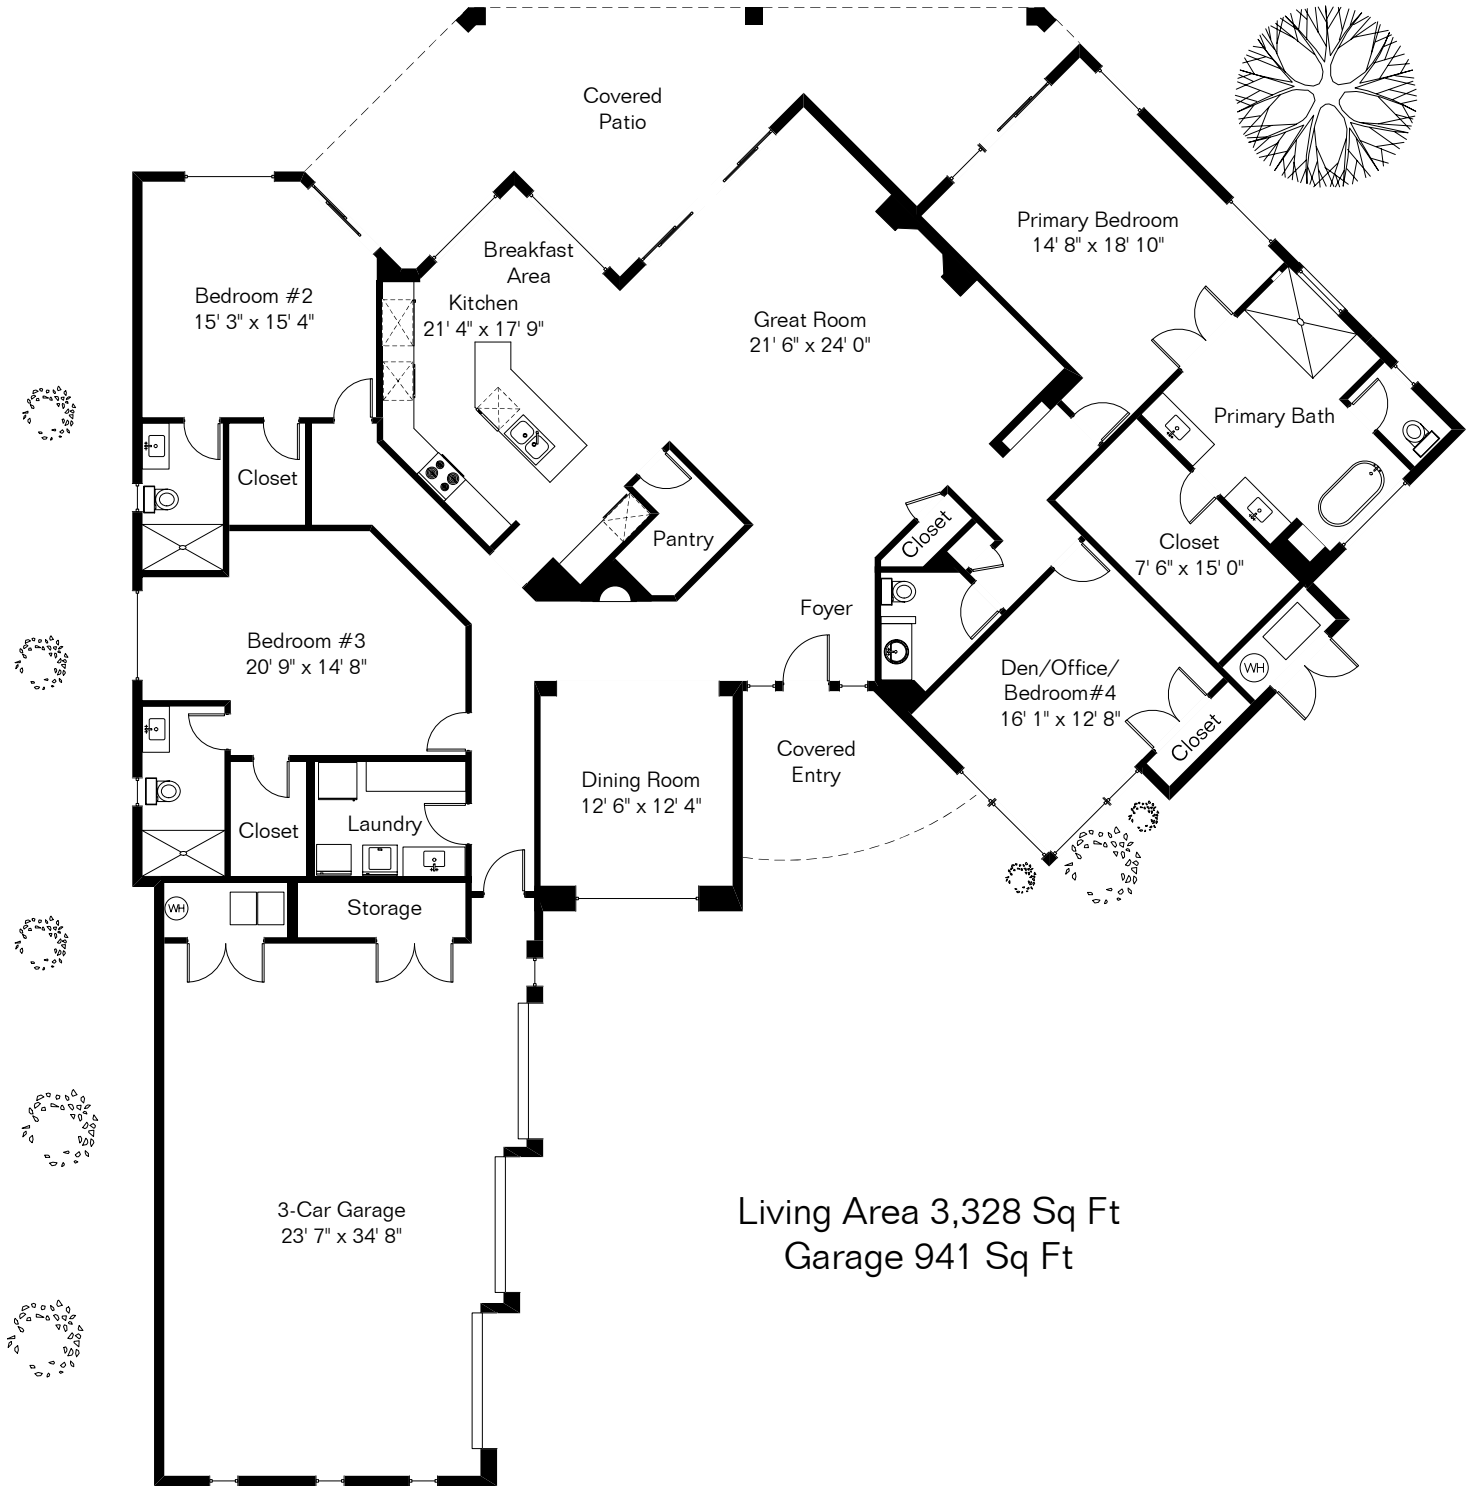 Covered
Patio
Primary Bedroom
14' 8" x 18' 10"
Breakfast
Area
Bedroom #2
15' 3" x 15' 4"
Kitchen
21' 4" x 17' 9"
Great Room
21' 6" x 24' 0"
Primary Bath
Closet
Pantry
Closet
Closet
7' 6" x 15' 0"
Foyer
Bedroom #3
20' 9" x 14' 8"
Den/Office/
Bedroom#4
16' 1" x 12' 8"
WH
Closet
Covered
Entry
Dining Room
12' 6" x 12' 4"
Laundry
Closet
WH
Storage
3-Car Garage
23' 7" x 34' 8"
Living Area 3,328 Sq Ft
Garage 941 Sq Ft